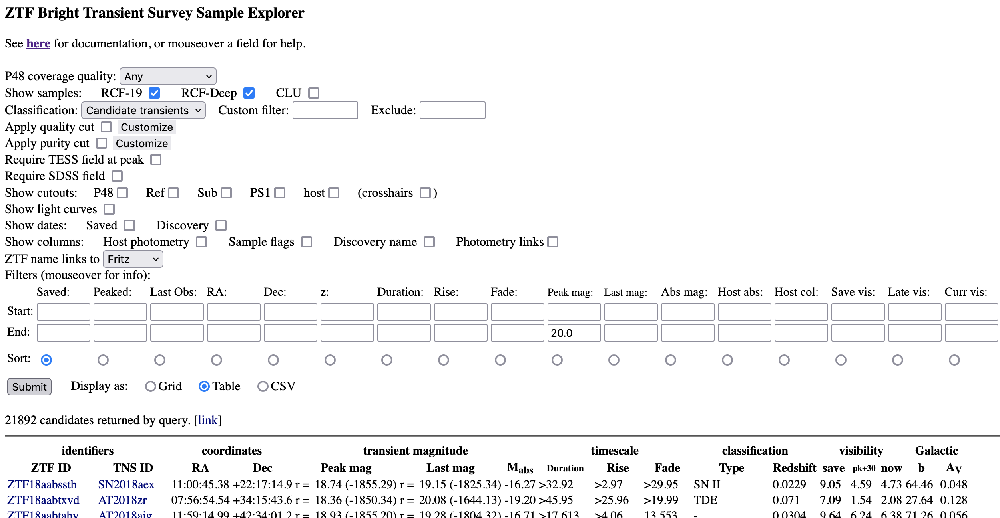 ZTF Bright Transient Survey Sample Explorer
See here for documentation, or mouseover a field for help.
P48 coverage quality: Any
Show samples: RCF-19 RCF-Deep CLU
Classification: Candidate transients Custom filter: Exclude:
Apply quality cut Customize
Apply purity cut Customize
Require TESS field at peak
Require SDSS field
Show cutouts: P48 Ref Sub PS1 host (crosshairs )
Show light curves
Show dates: Saved Discovery
Show columns: Host photometry Sample flags Discovery name Photometry links
ZTF name links to Fritz
Filters (mouseover for info):
Saved: Peaked: Last Obs: RA: Dec: z: Duration: Rise: Fade: Peak mag: Last mag: Abs mag: Host abs: Host col: Save vis: Late vis: Curr vis:
Start:
End: 20.0
Sort:
Submit Display as: Grid Table CSV
21892 candidates returned by query. [link]
identifiers coordinates transient magnitude timescale classification visibility Galactic
ZTF ID TNS ID RA Dec Peak mag Last mag Mabs Duration Rise Fade Type Redshift save pk+30 now b AV
ZTF18aabssth SN2018aex 11:00:45.38 +22:17:14.9 r = 18.74 (-1855.29) r = 19.15 (-1825.34) -16.27 >32.92 >2.97 >29.95 SN II 0.0229 9.05 4.59 4.73 64.46 0.048
ZTF18aabtxvd AT2018zr 07:56:54.54 +34:15:43.6 r = 18.36 (-1850.34) r = 20.08 (-1644.13) -19.20 >45.95 >25.96 >19.99 TDE 0.071 7.09 1.54 2.08 27.64 0.128
ZTF18aabtahv AT2018aig 11:59:14.99 +42:34:01.2 r = 18.93 (-1855.20) r = 19.28 (-1804.32) -16.71 >17.613 >4.06 13.553 - 0.0304 9.64 6.24 6.38 71.26 0.056